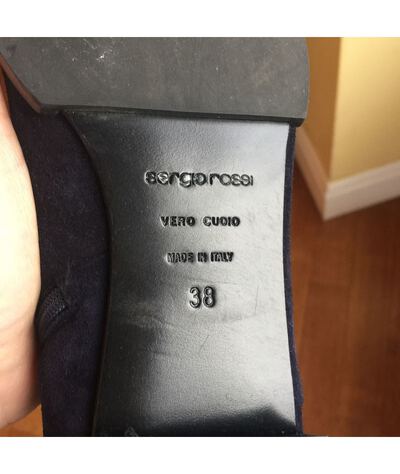 sergio rossi
VERO CUOIO
MADE IN ITALY
38